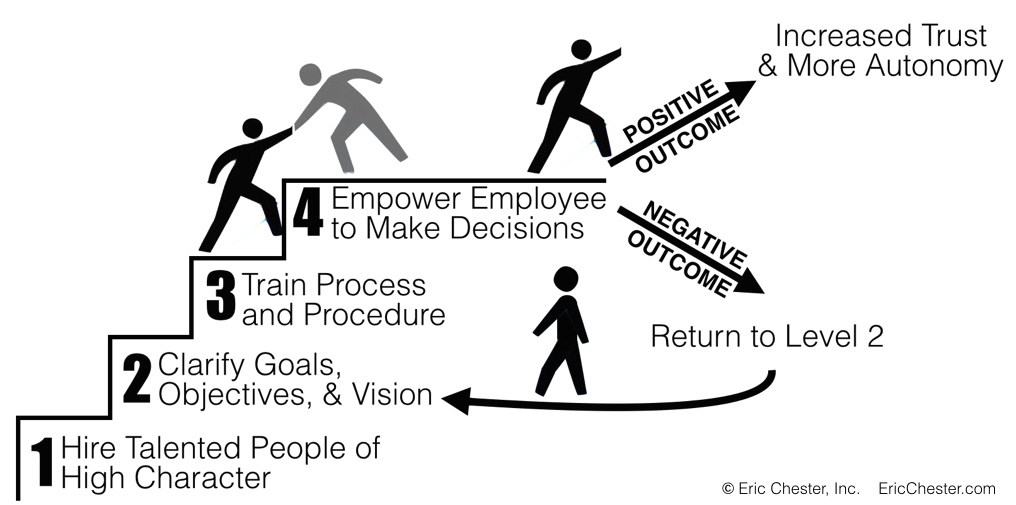 Increased Trust
& More Autonomy
POSITIVE
OUTCOME
4 Empower Employee
to Make Decisions
NEGATIVE
OUTCOME
3 Train Process
and Procedure
Return to Level 2
2 Clarify Goals,
Objectives, & Vision
1 Hire Talented People of
High Character
© Eric Chester, Inc. EricChester.com